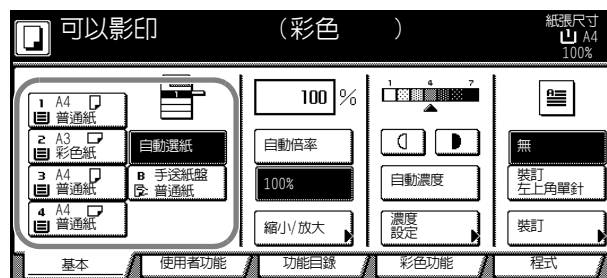 可以影印 (彩色 )
紙張尺寸
1 A4
100%
1 A4
普通紙
2 A3
彩色紙
3 A4
普通紙
4 A4
普通紙
自動選紙
B 手送紙盤
普通紙
100 %
自動倍率
100%
縮小/放大
1 4 7
自動濃度
濃度
設定
無
裝訂
左上角單針
裝訂
基本
使用者功能
功能目錄
彩色功能
程式